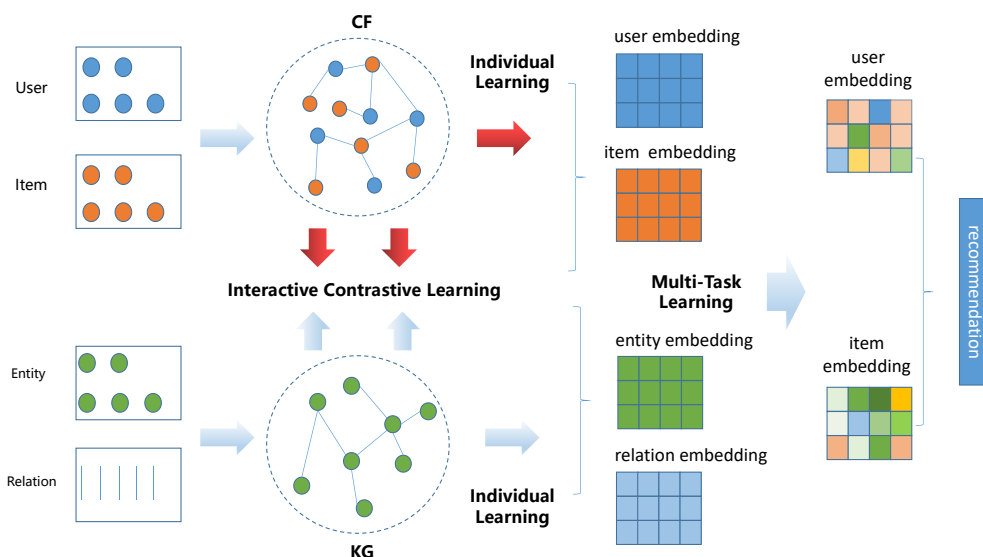 CF
User
Item
Individual
Learning
user embedding
item  embedding
user
embedding
Interactive Contrastive Learning
Multi-Task
Learning
recommendation
Entity
Relation
entity embedding
relation embedding
item
embedding
Individual
Learning
KG